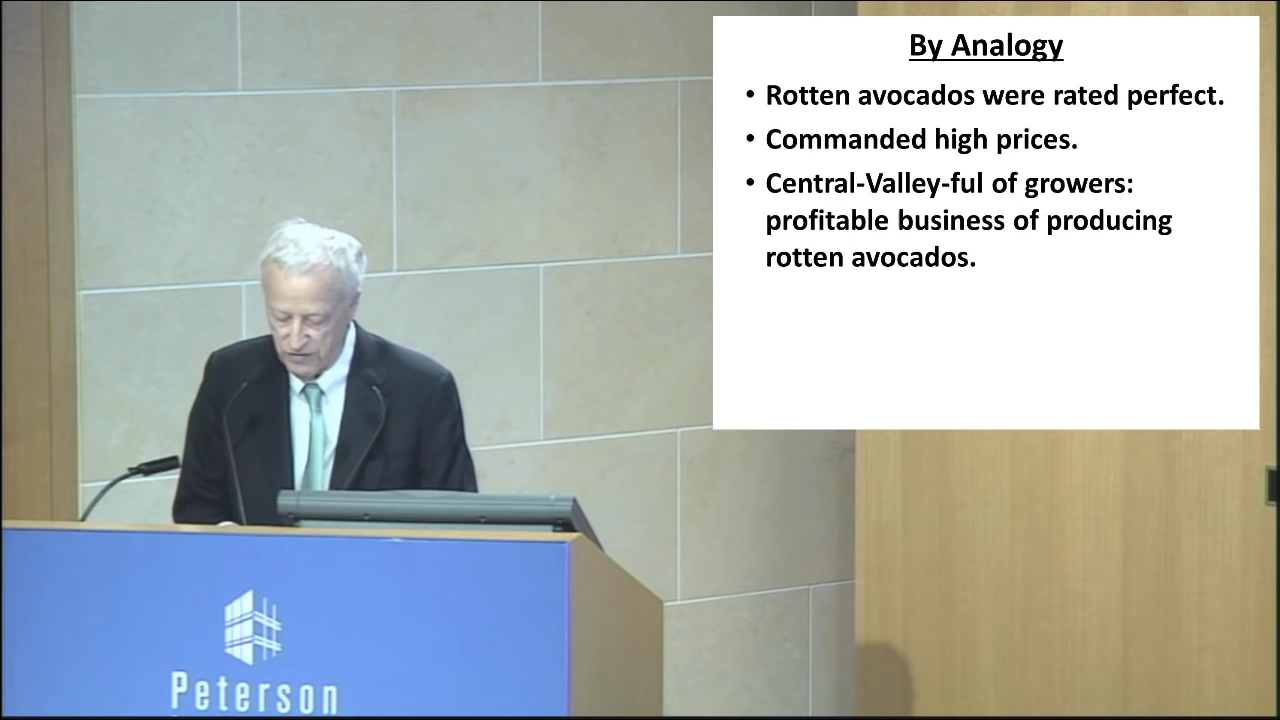 By Analogy
• Rotten avocados were rated perfect.
• Commanded high prices.
• Central-Valley-ful of growers:
profitable business of producing
rotten avocados.
Peterson